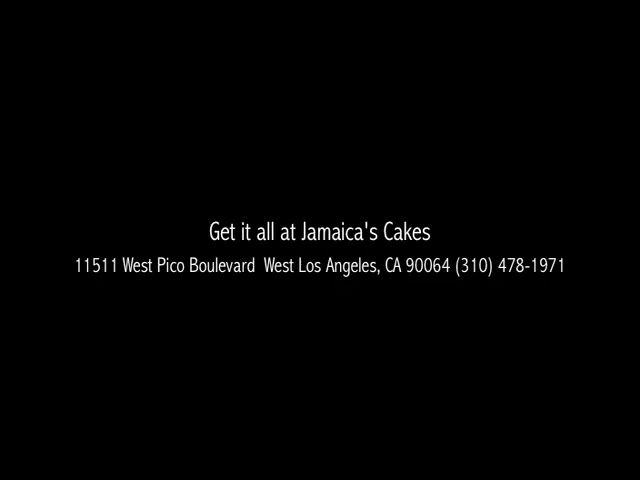 Get it all at Jamaica's Cakes
11511 West Pico Boulevard  West Los Angeles, CA 90064 (310) 478-1971